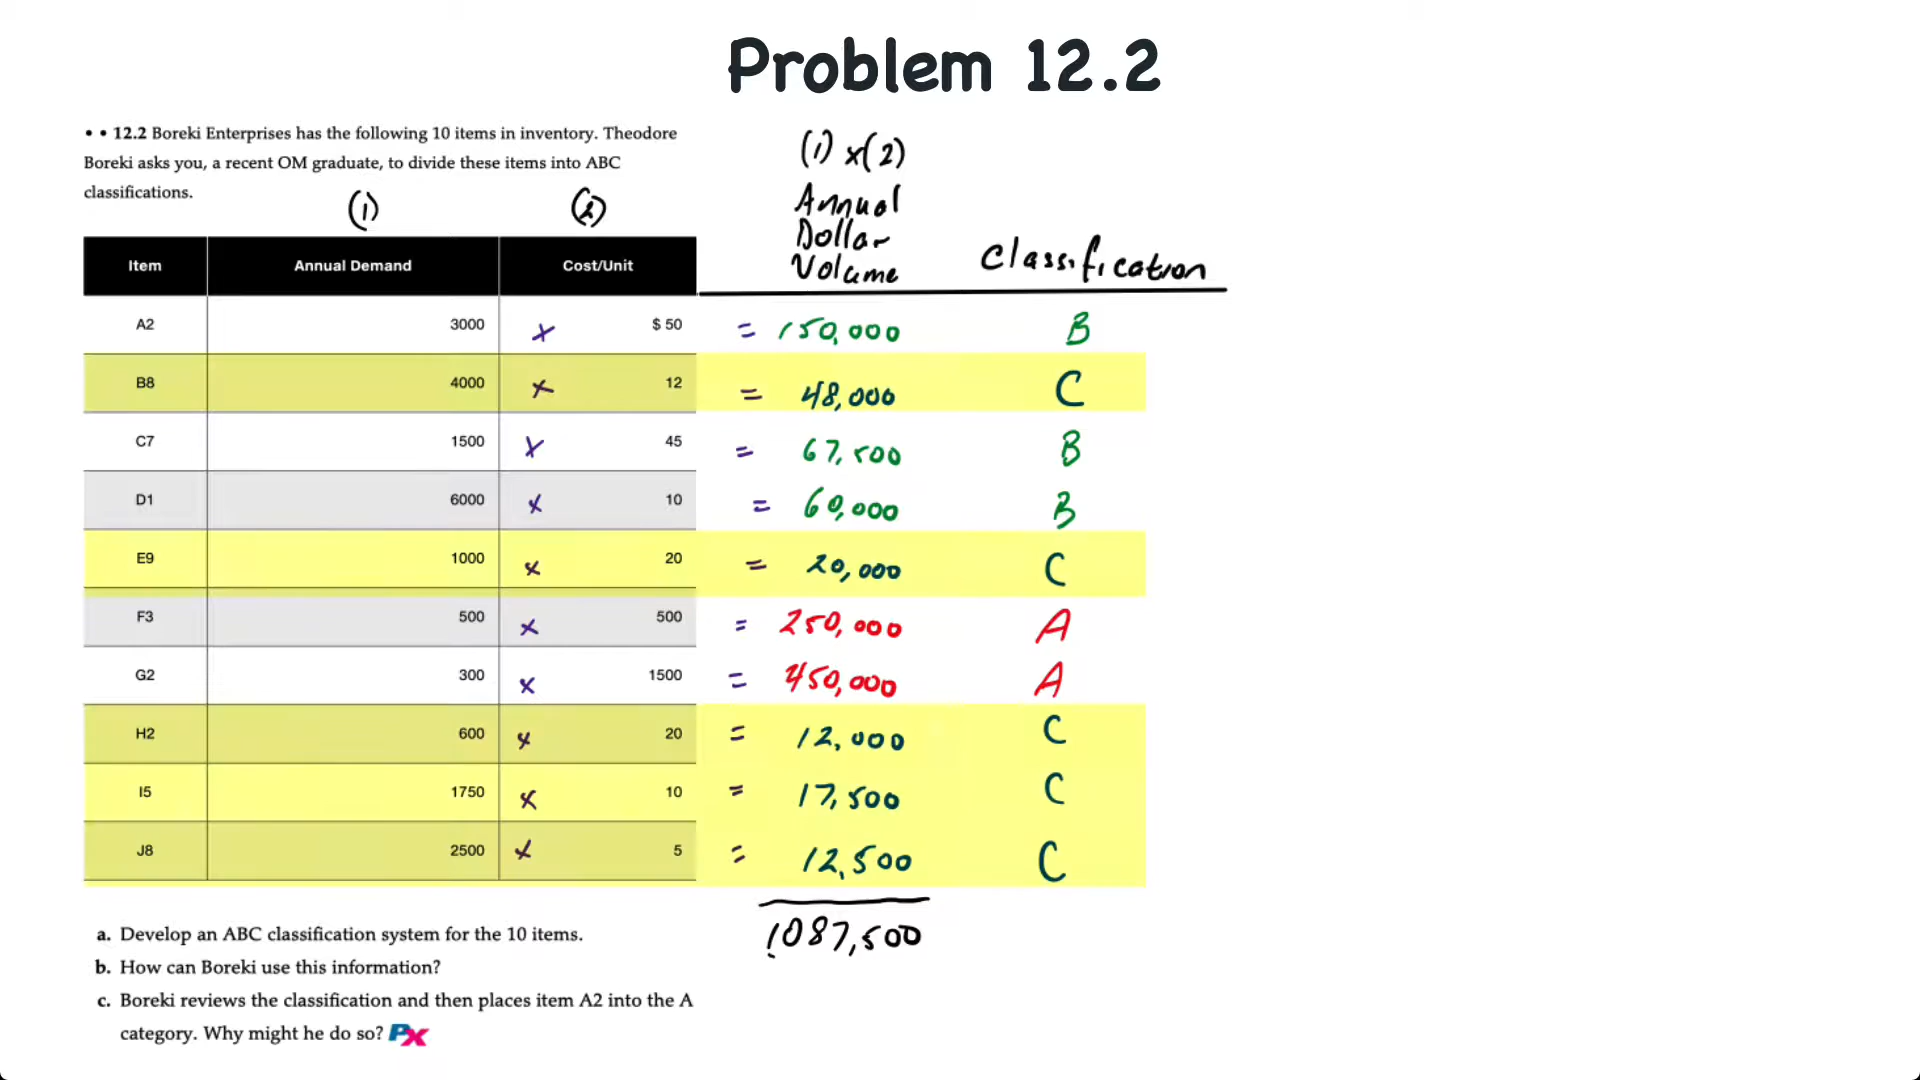 Problem 12.2
• • 12.2 Boreki Enterprises has the following 10 items in inventory. Theodore
Boreki asks you, a recent OM graduate, to divide these items into ABC
classifications.
(1) (2) (1) x(2)
Annual
Dollar
Volume
Classification
Item Annual Demand Cost/Unit
A2 3000 x $ 50 = 150,000 B
B8 4000 x 12 = 48,000 C
C7 1500 x 45 = 67,500 B
D1 6000 x 10 = 60,000 B
E9 1000 x 20 = 20,000 C
F3 500 x 500 = 250,000 A
G2 300 x 1500 = 450,000 A
H2 600 x 20 = 12,000 C
I5 1750 x 10 = 17,500 C
J8 2500 x 5 = 12,500 C
1087,500
a. Develop an ABC classification system for the 10 items.
b. How can Boreki use this information?
c. Boreki reviews the classification and then places item A2 into the A
category. Why might he do so? PX